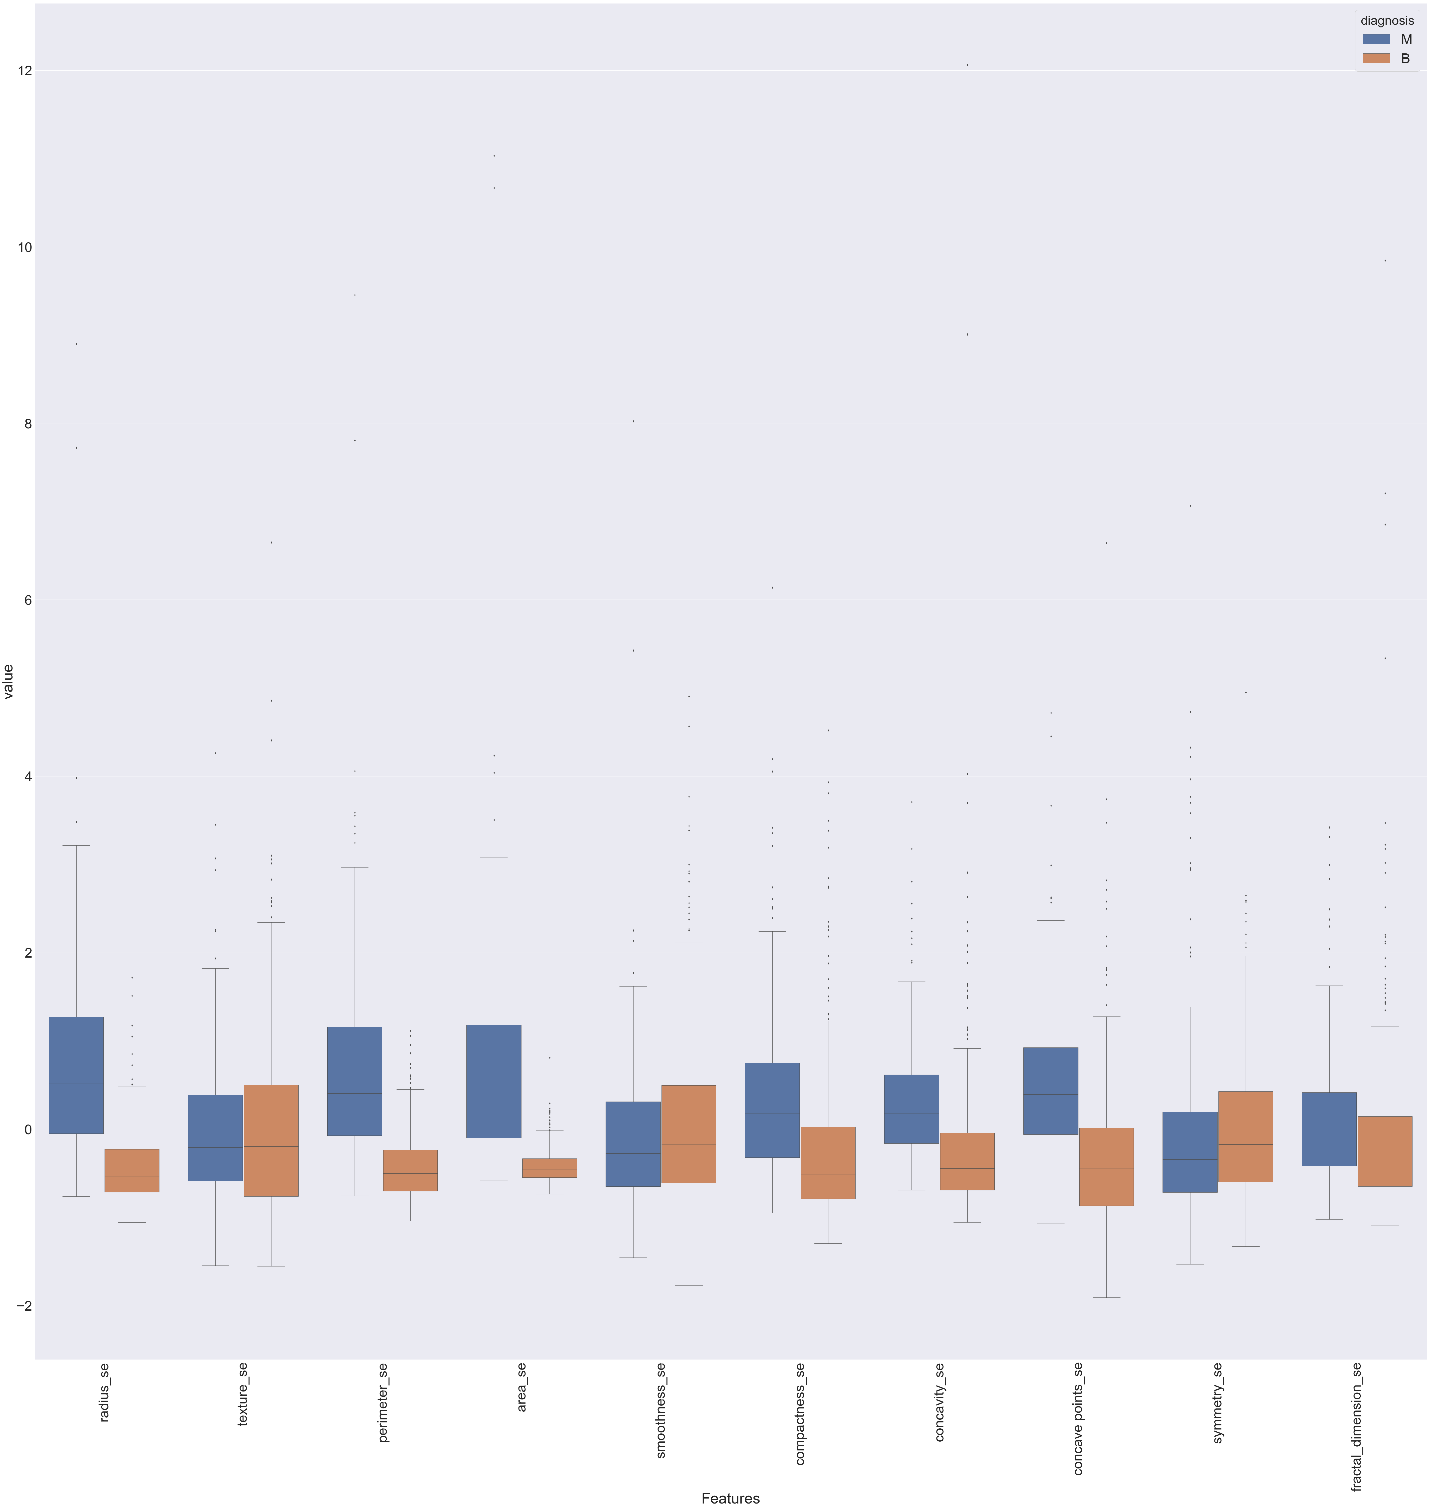 diagnosis
M
B
12
10
8
6
4
2
0
−2
value
radius_se
texture_se
perimeter_se
area_se
smoothness_se
compactness_se
concavity_se
concave points_se
symmetry_se
fractal_dimension_se
Features